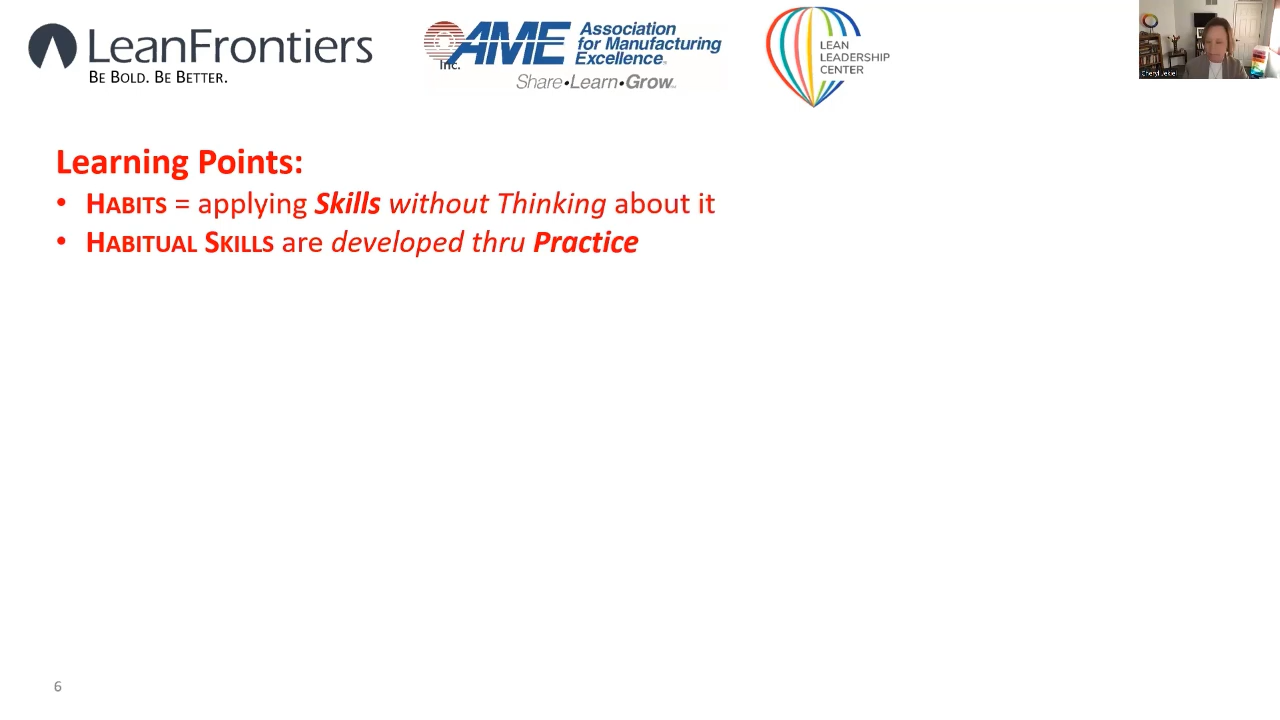 LeanFrontiers
BE BOLD. BE BETTER.
AME
Inc.
Association
for Manufacturing
Excellence
Share•Learn•Grow
LEAN
LEADERSHIP
CENTER
Learning Points:
• HABITS = applying Skills without Thinking about it
• HABITUAL SKILLS are developed thru Practice
6